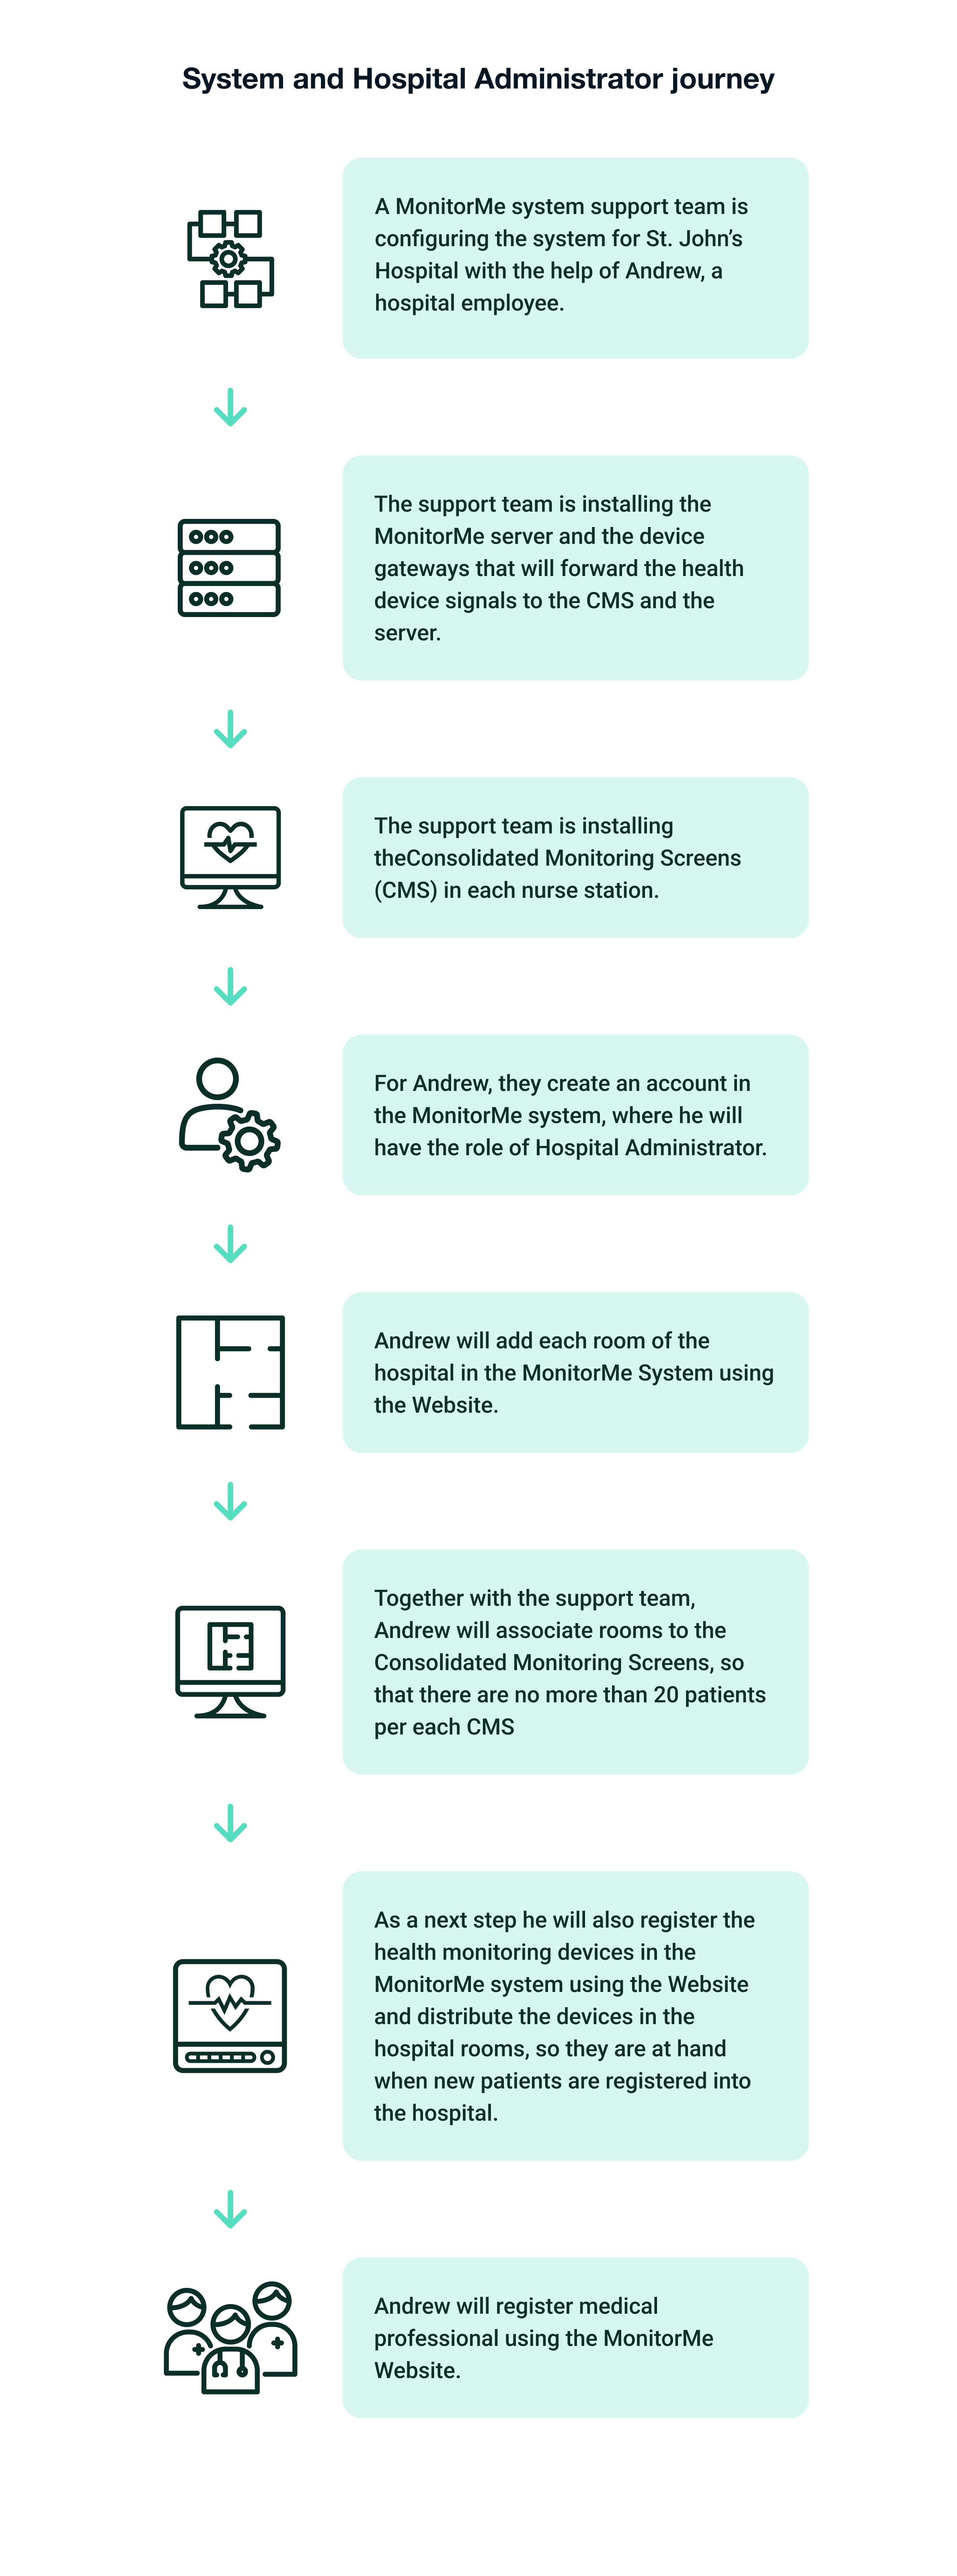 System and Hospital Administrator journey
A MonitorMe system support team is
configuring the system for St. John’s
Hospital with the help of Andrew, a
hospital employee.
The support team is installing the
MonitorMe server and the device
gateways that will forward the health
device signals to the CMS and the
server.
The support team is installing
theConsolidated Monitoring Screens
(CMS) in each nurse station.
For Andrew, they create an account in
the MonitorMe system, where he will
have the role of Hospital Administrator.
Andrew will add each room of the
hospital in the MonitorMe System using
the Website.
Together with the support team,
Andrew will associate rooms to the
Consolidated Monitoring Screens, so
that there are no more than 20 patients
per each CMS
As a next step he will also register the
health monitoring devices in the
MonitorMe system using the Website
and distribute the devices in the
hospital rooms, so they are at hand
when new patients are registered into
the hospital.
Andrew will register medical
professional using the MonitorMe
Website.